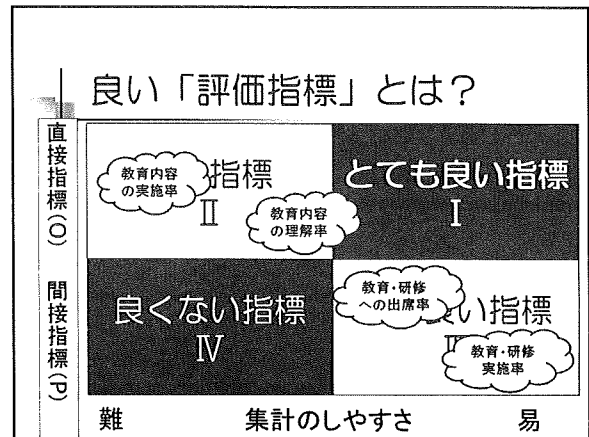 良い「評価指標」とは？
直接指標(O)
教育内容
の実施率
指標
Ⅱ
教育内容
の理解率
とても良い指標
Ⅰ
間接指標(P)
良くない指標
Ⅳ
教育・研修
への出席率
い指標
教育・研修
実施率
難
集計のしやすさ
易